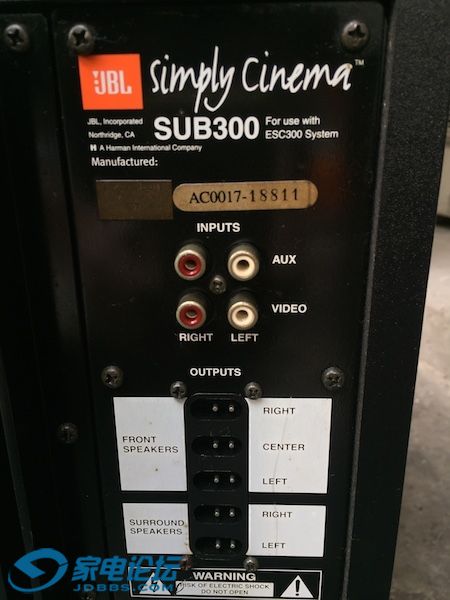 JBL simply Cinema™
JBL, Incorporated
Northridge, CA
H A Harman International Company
SUB300 For use with
ESC300 System
Manufactured:
AC0017-18811
INPUTS
AUX
VIDEO
RIGHT LEFT
OUTPUTS
FRONT
SPEAKERS
RIGHT
CENTER
LEFT
SURROUND
SPEAKERS
RIGHT
LEFT
WARNING
RISK OF ELECTRIC SHOCK
DO NOT OPEN
家电论坛
JDBBS.COM